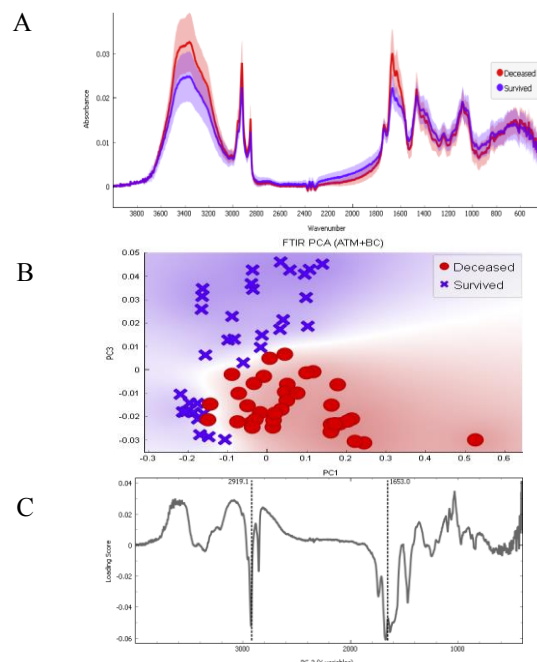 A
0.03
0.02
0.01
0
Absorbance
Deceased
Survived
4000 3800 3600 3400 3200 3000 2800 2600 2400 2200 2000 1800 1600 1400 1200 1000 800 600
Wavenumber
FTIR PCA (ATM+BC)
B
0.05
0.04
0.03
0.02
0.01
0
-0.01
-0.02
-0.03
PC3
Deceased
Survived
-0.3 -0.2 -0.1 0 0.1 0.2 0.3 0.4 0.5 0.6
PC1
C
2919.1 1653.0
0.04
0.02
0
-0.02
-0.04
-0.06
Loading Score
3000 2000 1000